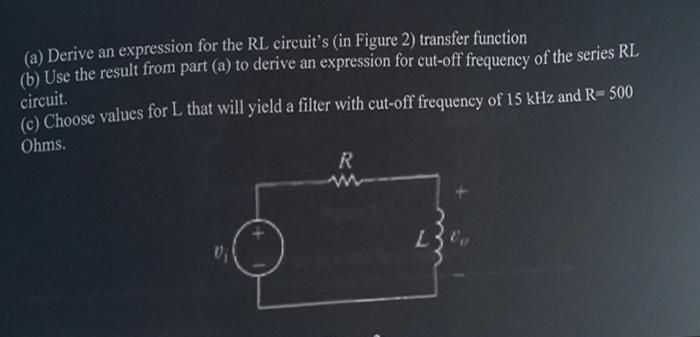 (a) Derive an expression for the RL circuit's (in Figure 2) transfer function
(b) Use the result from part (a) to derive an expression for cut-off frequency of the series RL
circuit.
(c) Choose values for L that will yield a filter with cut-off frequency of 15 kHz and R= 500
Ohms.
R
+
+
vi
L
vo
−
−